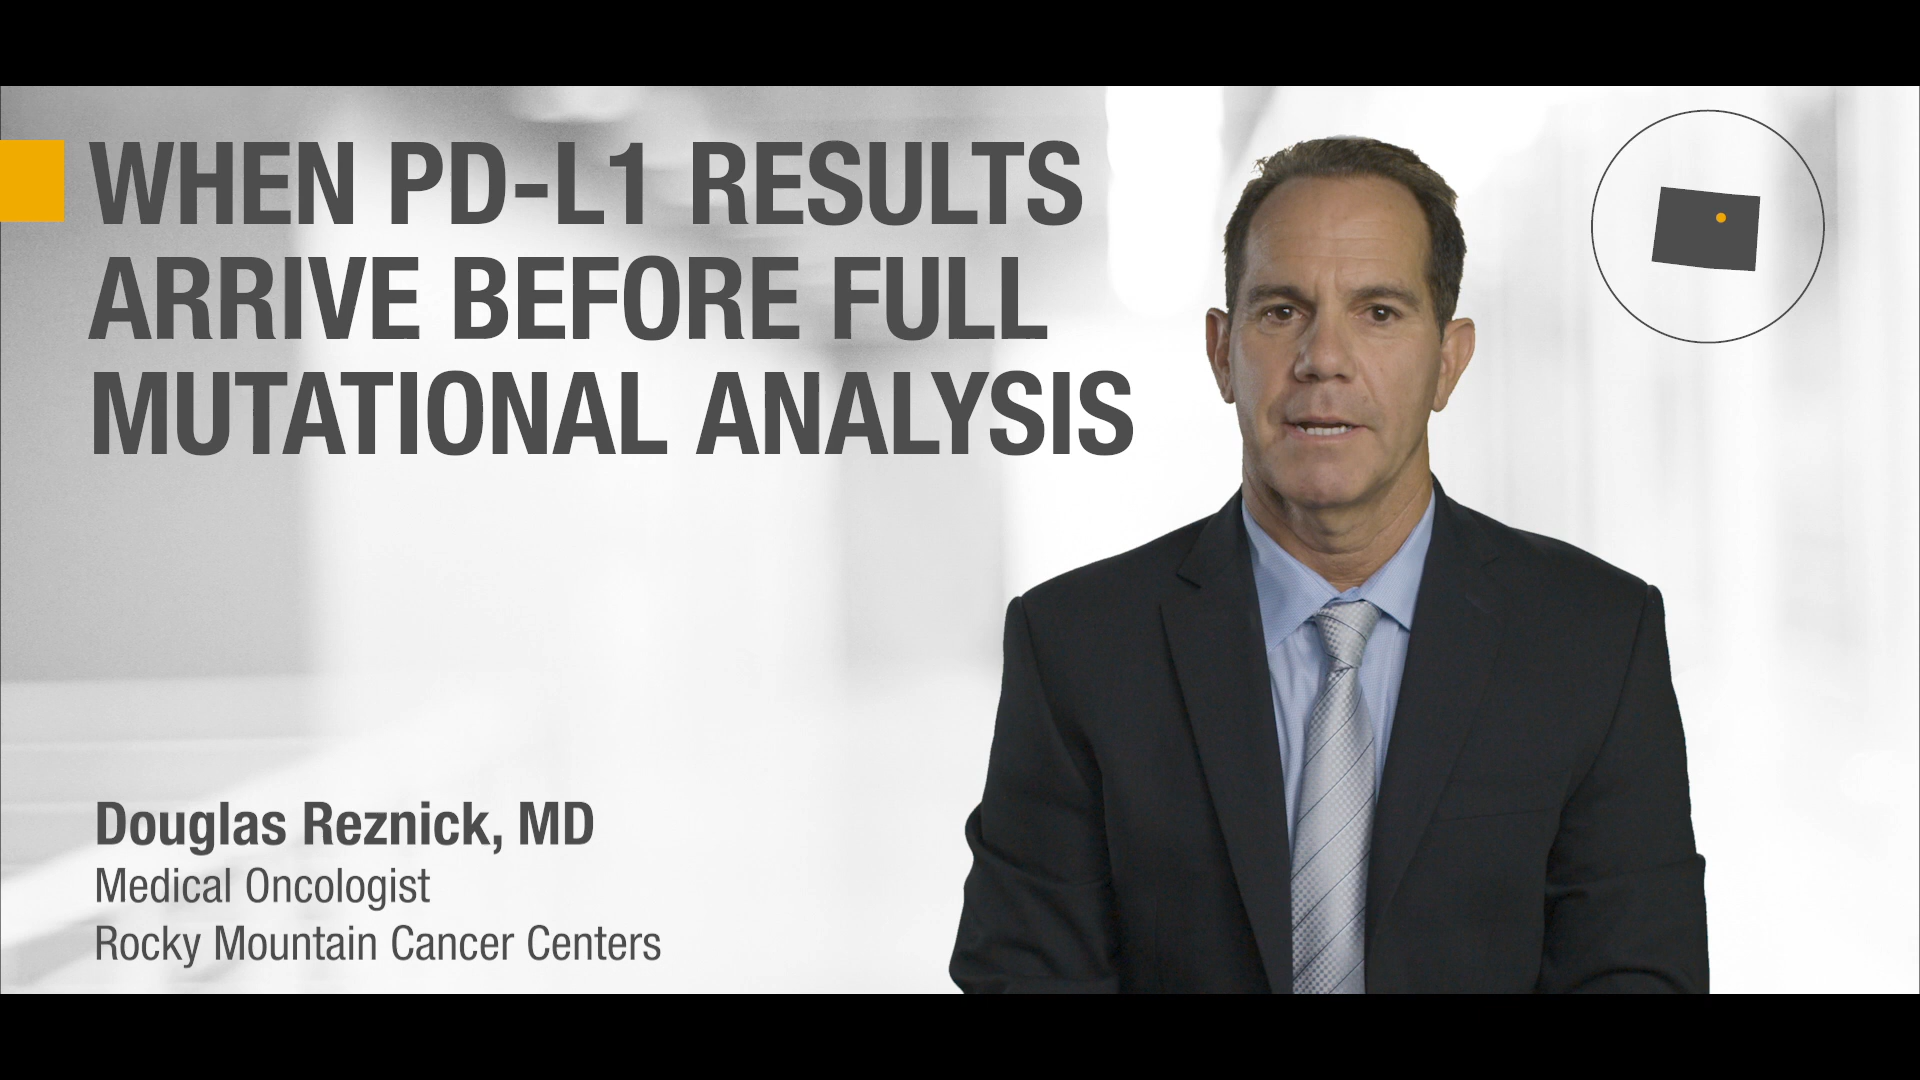 WHEN PD-L1 RESULTS
ARRIVE BEFORE FULL
MUTATIONAL ANALYSIS
Douglas Reznick, MD
Medical Oncologist
Rocky Mountain Cancer Centers